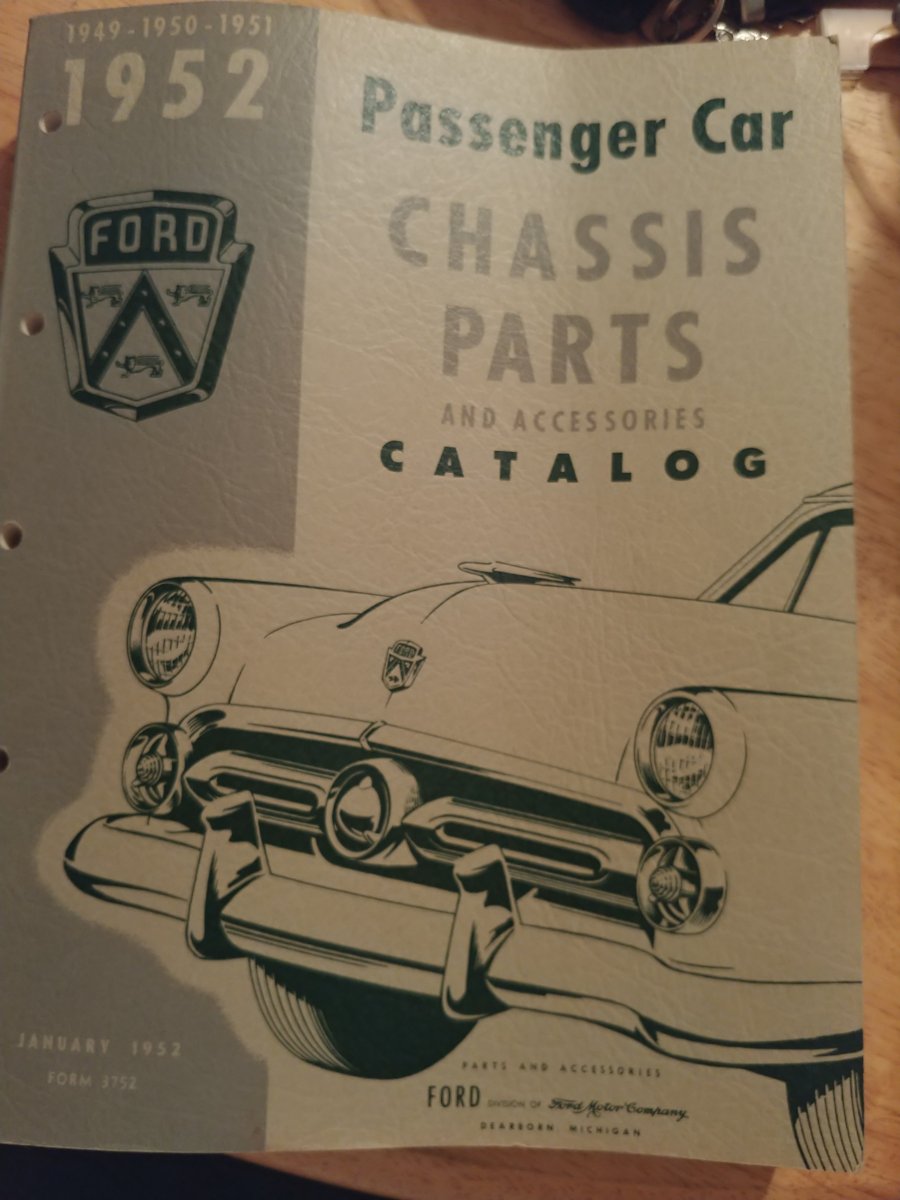 1949-1950-1951
1952
FORD
Passenger Car
CHASSIS
PARTS
AND ACCESSORIES
CATALOG
JANUARY 1952
FORM 3752
PARTS AND ACCESSORIES
FORD DIVISION OF Ford Motor Company
DEARBORN, MICHIGAN